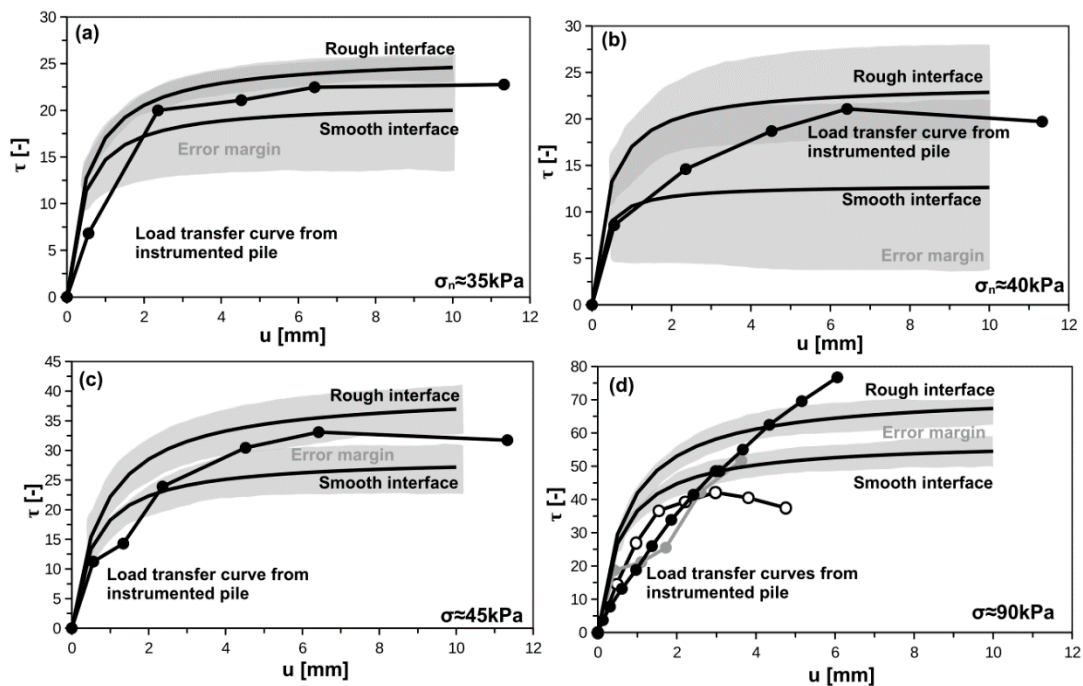 (a)
30
25
20
15
10
5
0
τ [-]
Rough interface
Smooth interface
Error margin
Load transfer curve from
instrumented pile
σₙ≈35kPa
0 2 4 6 8 10 12
u [mm]
(b)
30
25
20
15
10
5
0
τ [-]
Rough interface
Load transfer curve from
instrumented pile
Smooth interface
Error margin
σₙ≈40kPa
0 2 4 6 8 10 12
u [mm]
(c)
45
40
35
30
25
20
15
10
5
0
τ [-]
Rough interface
Error margin
Smooth interface
Load transfer curve from
instrumented pile
σ≈45kPa
0 2 4 6 8 10 12
u [mm]
(d)
80
70
60
50
40
30
20
10
0
τ [-]
Rough interface
Error margin
Smooth interface
Load transfer curves from
instrumented pile
σ≈90kPa
0 2 4 6 8 10 12
u [mm]